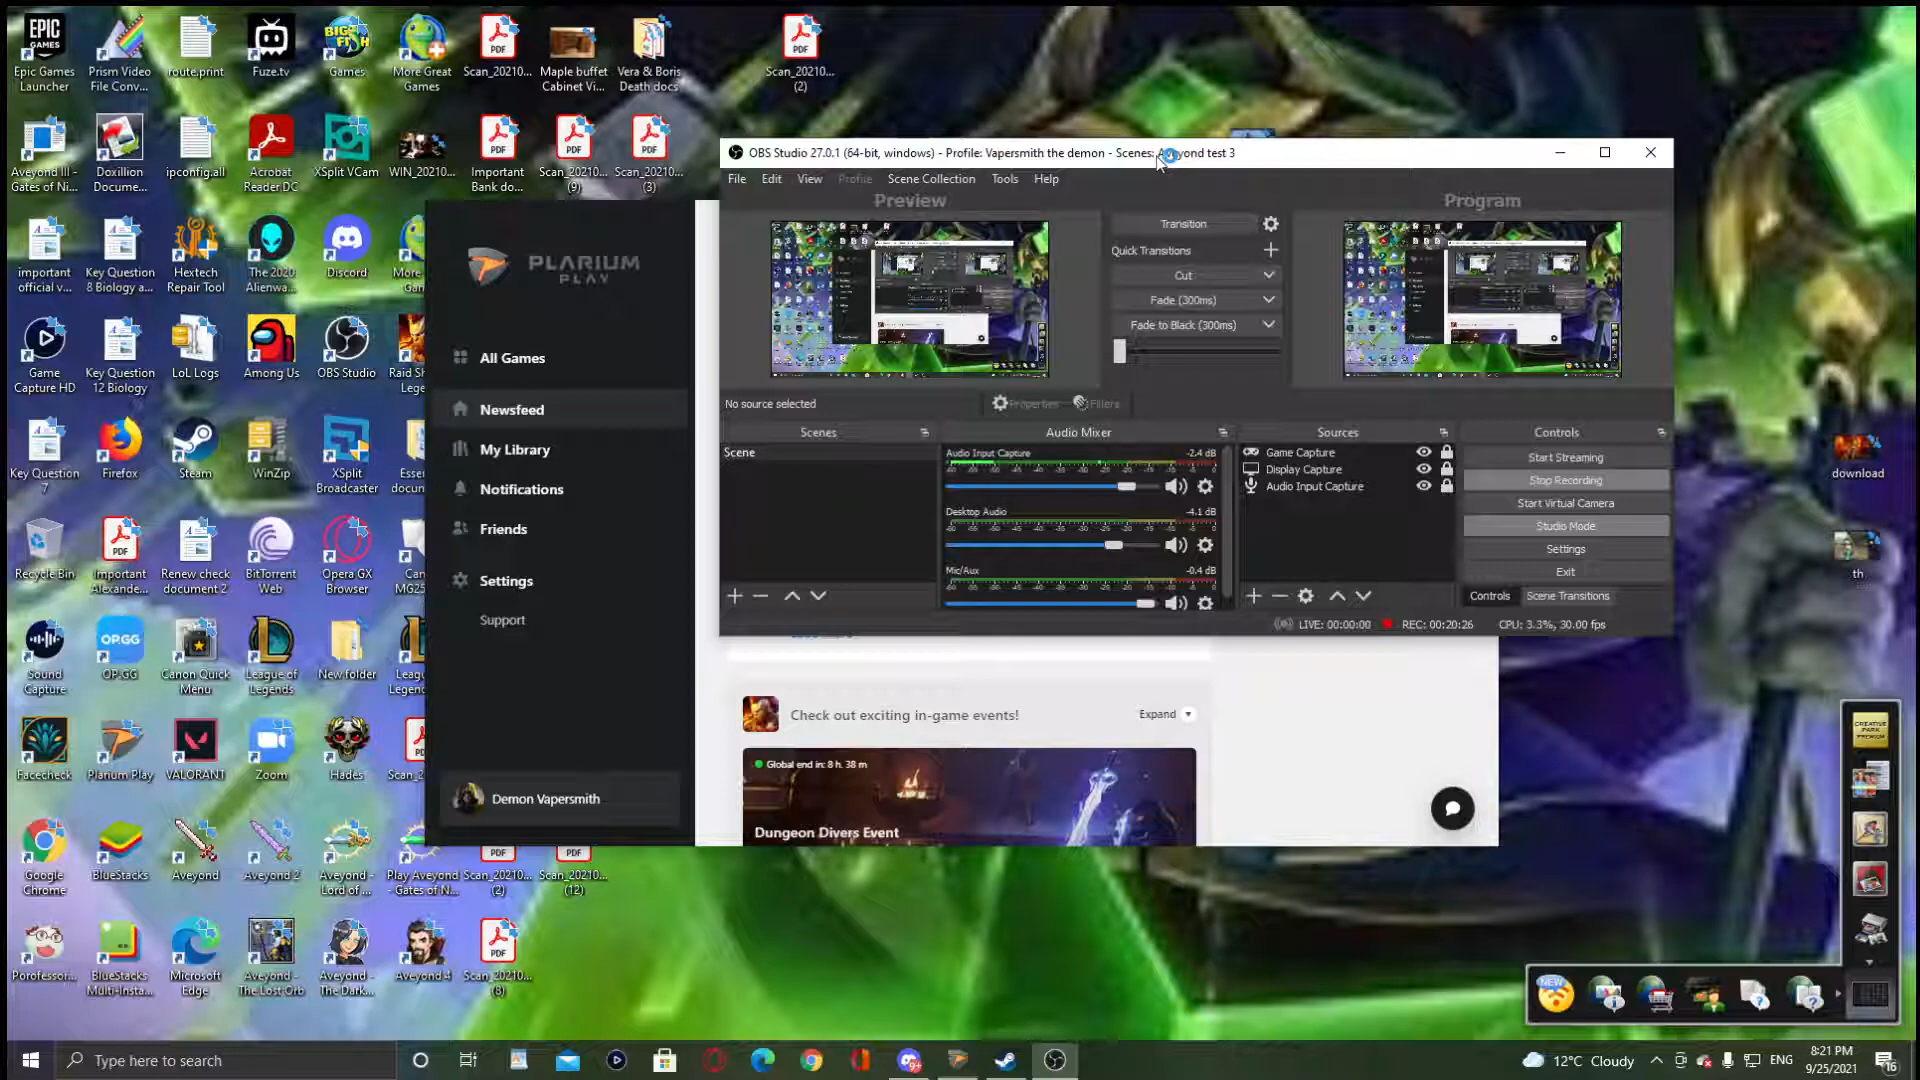 Epic Games Launcher
Prism Video File Conv...
route.print
Fuze.tv
Games
More Great Games
Scan_20210...
Maple buffet Cabinet Vi...
Vera & Boris Death docs
Scan_20210... (2)
Aveyond III - Gates of Ni...
Doxillion Docume...
ipconfig.all
Acrobat Reader DC
XSplit VCam
WIN_20210...
Important Bank do...
Scan_20210... (9)
Scan_20210... (3)
important official v...
Key Question 8 Biology a...
Hextech Repair Tool
The 2020 Alienwa...
Discord
Game Capture HD
Key Question 12 Biology
LoL Logs
Among Us
OBS Studio
Key Question 7
Firefox
Steam
WinZip
XSplit Broadcaster
Recycle Bin
Important Alexande...
Renew check document 2
BitTorrent Web
Opera GX Browser
Sound Capture
OP.GG
Canon Quick Menu
League of Legends
New folder
Facecheck
Plarium Play
VALORANT
Zoom
Hades
Google Chrome
BlueStacks
Aveyond
Aveyond 2
Aveyond - Lord of ...
Play Aveyond - Gates of N...
Scan_20210... (2)
Scan_20210... (12)
Porofessor...
BlueStacks Multi-Insta...
Microsoft Edge
Aveyond - The Lost Orb
Aveyond - The Dark...
Aveyond 4
Scan_20210... (8)
PLARIUM
PLAY
All Games
Newsfeed
My Library
Notifications
Friends
Settings
Support
Demon Vapersmith
OBS Studio 27.0.1 (64-bit, windows) - Profile: Vapersmith the demon - Scenes: Aveyond test 3
File Edit View Profile Scene Collection Tools Help
Preview
Program
Transition
Quick Transitions
Cut
Fade (300ms)
Fade to Black (300ms)
No source selected
Properties
Filters
Scenes
Audio Mixer
Sources
Controls
Scene
Audio Input Capture -2.4 dB
Desktop Audio -4.1 dB
Mic/Aux -0.4 dB
Game Capture
Display Capture
Audio Input Capture
Start Streaming
Stop Recording
Start Virtual Camera
Studio Mode
Settings
Exit
Controls Scene Transitions
LIVE: 00:00:00 REC: 00:20:26 CPU: 3.3%, 30.00 fps
Check out exciting in-game events!
Expand
Global end in: 8 h. 38 m
Dungeon Divers Event
download
th
CREATIVE PARK PREMIUM
NEW
Type here to search
12°C Cloudy
ENG
8:21 PM
9/25/2021
16